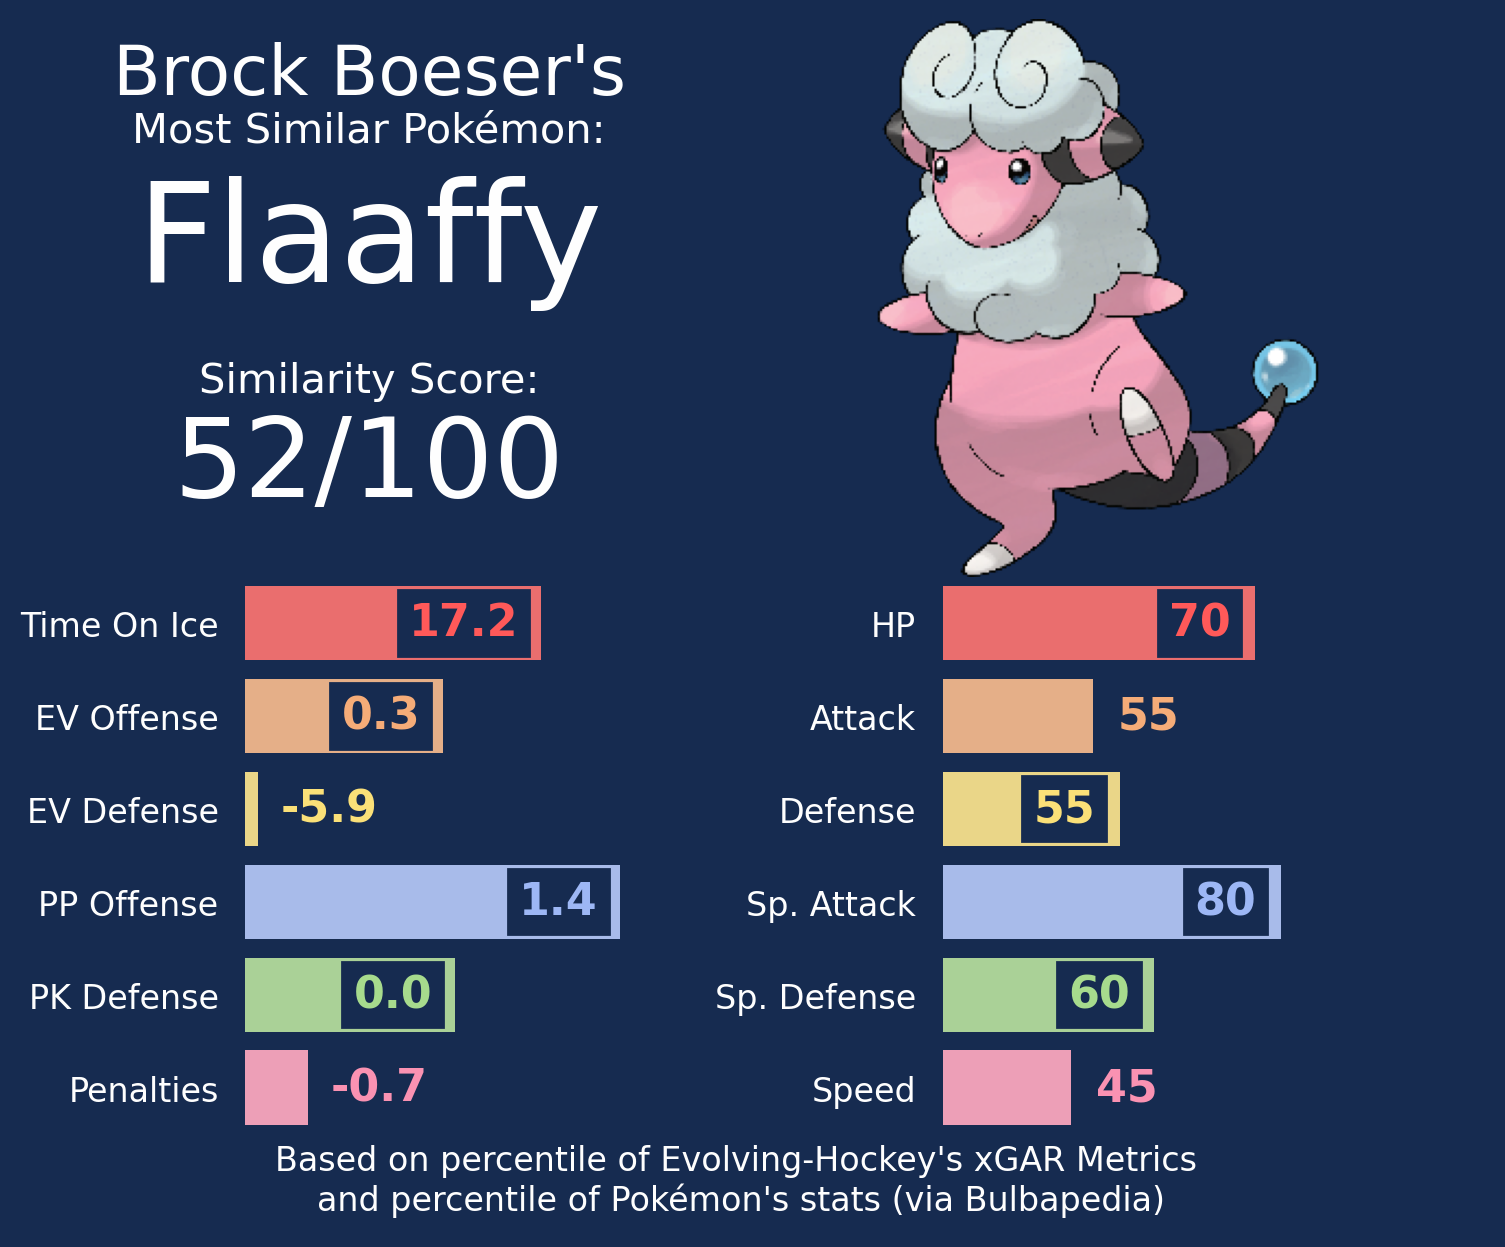 Brock Boeser's
Most Similar Pokémon:
Flaaffy
Similarity Score:
52/100
Time On Ice 17.2
EV Offense 0.3
EV Defense -5.9
PP Offense 1.4
PK Defense 0.0
Penalties -0.7
HP 70
Attack 55
Defense 55
Sp. Attack 80
Sp. Defense 60
Speed 45
Based on percentile of Evolving-Hockey's xGAR Metrics
and percentile of Pokémon's stats (via Bulbapedia)